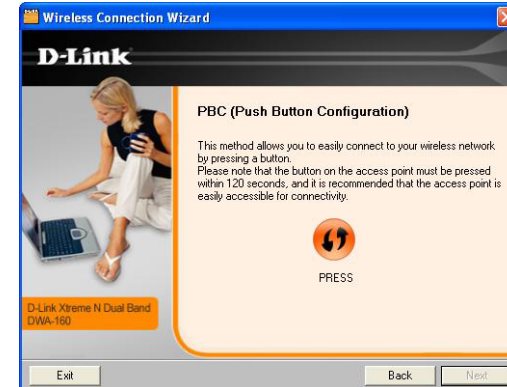 Wireless Connection Wizard
D-Link
PBC (Push Button Configuration)
This method allows you to easily connect to your wireless network
by pressing a button.
Please note that the button on the access point must be pressed
within 120 seconds, and it is recommended that the access point is
easily accessible for connectivity.
PRESS
D-Link Xtreme N Dual Band
DWA-160
Exit
Back
Next